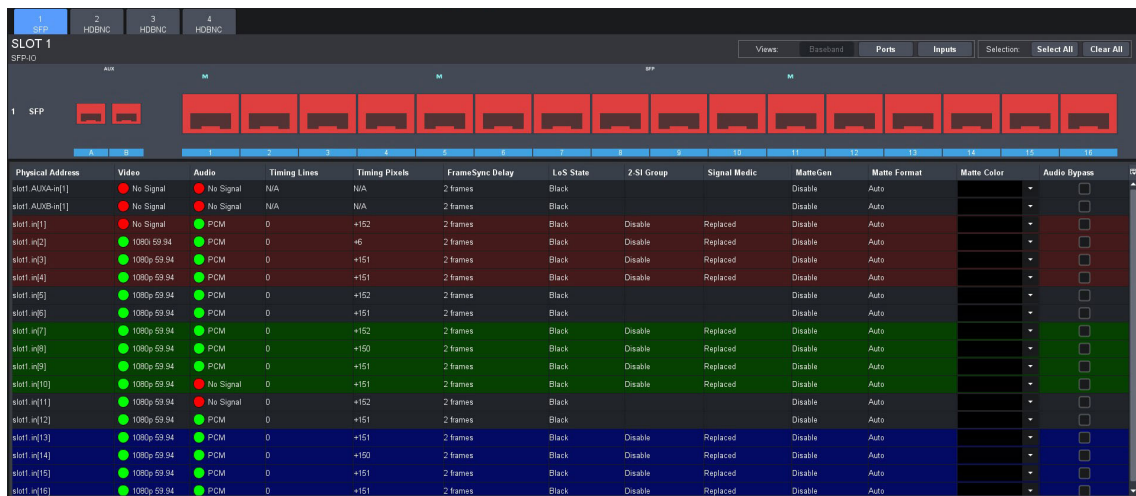 1 2 3 4
SFP HDBNC HDBNC HDBNC
SLOT 1
SFP-IO
Views: Baseband Ports Inputs Selection: Select All Clear All
AUX SFP
M M M
1 SFP
A B 1 2 3 4 5 6 7 8 9 10 11 12 13 14 15 16
Physical Address Video Audio Timing Lines Timing Pixels FrameSync Delay LoS State 2-SI Group Signal Medic MatteGen Matte Format Matte Color Audio Bypass
slot1.AUXA-in[1] No Signal No Signal N/A N/A 2 frames Black Disable Auto
slot1.AUXB-in[1] No Signal No Signal N/A N/A 2 frames Black Disable Auto
slot1.in[1] No Signal PCM 0 +152 2 frames Black Disable Replaced Disable Auto
slot1.in[2] 1080i 59.94 PCM 0 +6 2 frames Black Disable Replaced Disable Auto
slot1.in[3] 1080p 59.94 PCM 0 +151 2 frames Black Disable Replaced Disable Auto
slot1.in[4] 1080p 59.94 PCM 0 +151 2 frames Black Disable Replaced Disable Auto
slot1.in[5] 1080p 59.94 PCM 0 +152 2 frames Black Disable Auto
slot1.in[6] 1080p 59.94 PCM 0 +151 2 frames Black Disable Auto
slot1.in[7] 1080p 59.94 PCM 0 +152 2 frames Black Disable Replaced Disable Auto
slot1.in[8] 1080p 59.94 PCM 0 +150 2 frames Black Disable Replaced Disable Auto
slot1.in[9] 1080p 59.94 PCM 0 +151 2 frames Black Disable Replaced Disable Auto
slot1.in[10] 1080p 59.94 No Signal 0 +151 2 frames Black Disable Replaced Disable Auto
slot1.in[11] 1080p 59.94 No Signal 0 +152 2 frames Black Disable Auto
slot1.in[12] 1080p 59.94 PCM 0 +151 2 frames Black Disable Auto
slot1.in[13] 1080p 59.94 PCM 0 +151 2 frames Black Disable Replaced Disable Auto
slot1.in[14] 1080p 59.94 PCM 0 +150 2 frames Black Disable Replaced Disable Auto
slot1.in[15] 1080p 59.94 PCM 0 +151 2 frames Black Disable Replaced Disable Auto
slot1.in[16] 1080p 59.94 PCM 0 +151 2 frames Black Disable Replaced Disable Auto